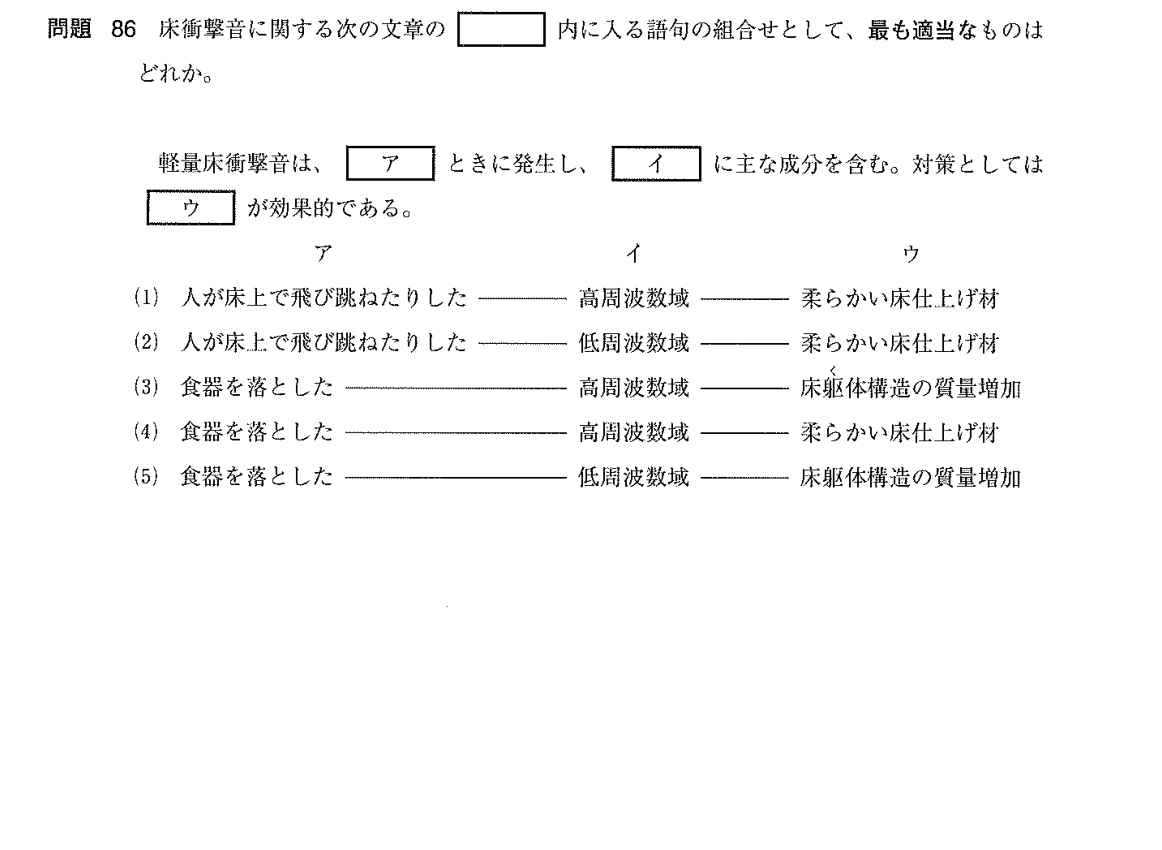 問題 86 床衝撃音に関する次の文章の 内に入る語句の組合せとして、最も適当なものは
どれか。
軽量床衝撃音は、 ア ときに発生し、 イ に主な成分を含む。対策としては
ウ が効果的である。
ア イ ウ
(1) 人が床上で飛び跳ねたりした ――― 高周波数域 ――― 柔らかい床仕上げ材
(2) 人が床上で飛び跳ねたりした ――― 低周波数域 ――― 柔らかい床仕上げ材
く
(3) 食器を落とした ――― 高周波数域 ――― 床躯体構造の質量増加
(4) 食器を落とした ――― 高周波数域 ――― 柔らかい床仕上げ材
(5) 食器を落とした ――― 低周波数域 ――― 床躯体構造の質量増加